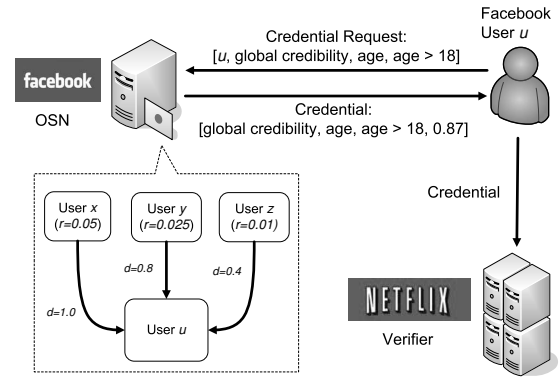 Facebook
User u
Credential Request:
[u, global credibility, age, age > 18]
facebook
OSN
Credential:
[global credibility, age, age > 18, 0.87]
Credential
User x
(r=0.05)
User y
(r=0.025)
User z
(r=0.01)
d=1.0
d=0.8
d=0.4
User u
NETFLIX
Verifier